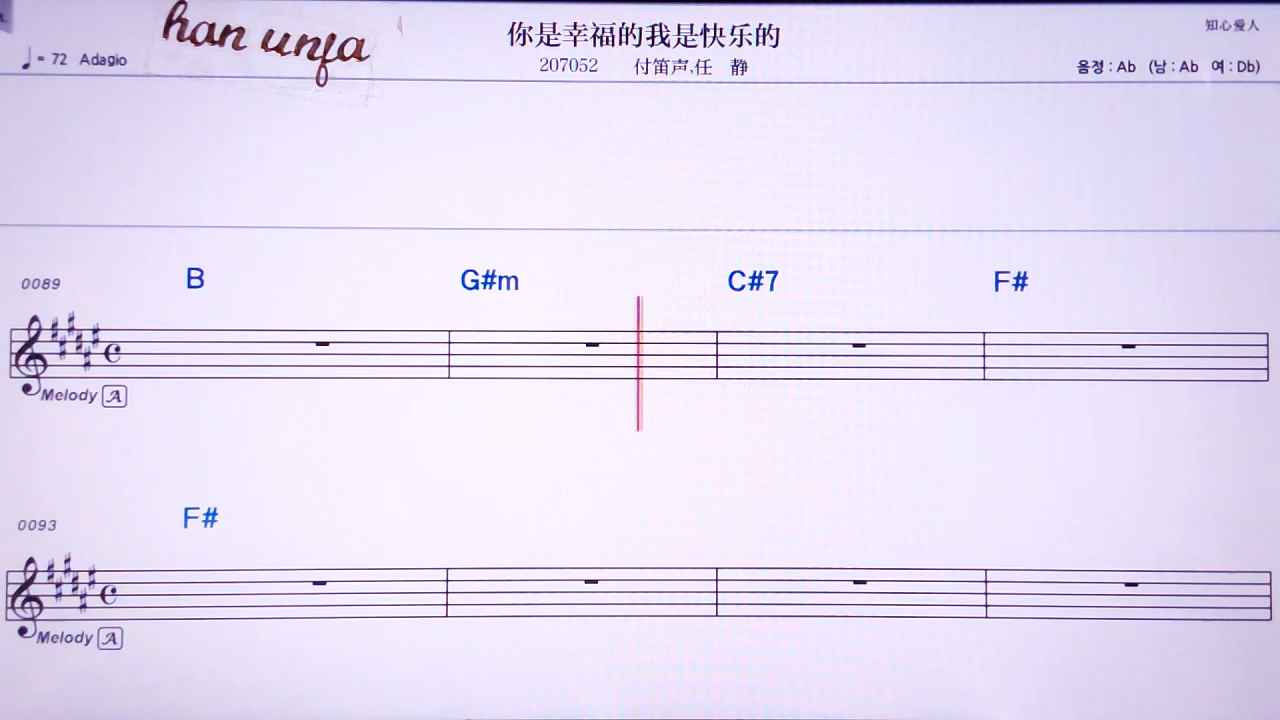 han unja
你是幸福的我是快乐的
知心爱人
♩= 72 Adagio
207052 付笛声,任 静
음정 : Ab (남 : Ab 여 : Db)
0089 B G#m C#7 F#
Melody A
0093 F#
Melody A